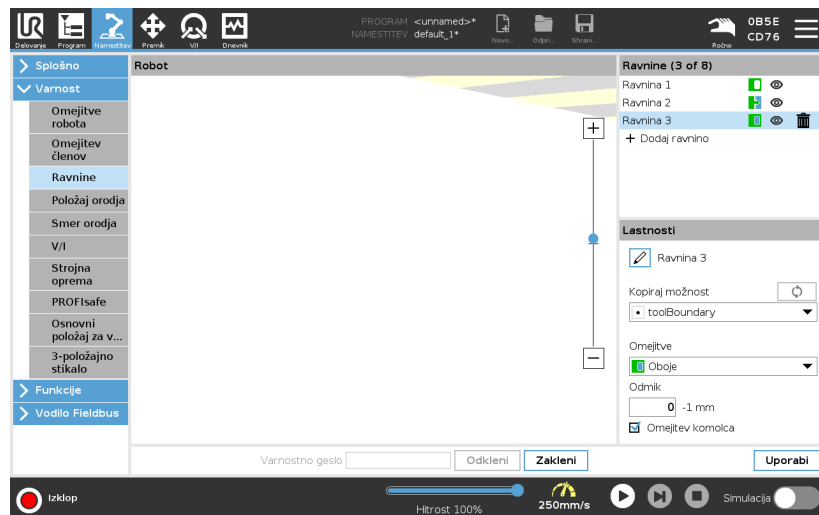 PROGRAM <unnamed>*
NAMESTITEV default_1*
0B5E
CD76
Delovanje Program Namestitev Premik V/I Dnevnik Novo... Odpri... Shrani... Ročno
Splošno
Varnost
Omejitve
robota
Omejitev
členov
Ravnine
Položaj orodja
Smer orodja
V/I
Strojna
oprema
PROFIsafe
Osnovni
položaj za v...
3-položajno
stikalo
Funkcije
Vodilo Fieldbus
Robot
Ravnine (3 of 8)
Ravnina 1
Ravnina 2
Ravnina 3
+ Dodaj ravnino
Lastnosti
Ravnina 3
Kopiraj možnost
toolBoundary
Omejitve
Oboje
Odmik
0 -1 mm
Omejitev komolca
Varnostno geslo Odkleni Zakleni Uporabi
Izklop
Hitrost 100%
250mm/s
Simulacija